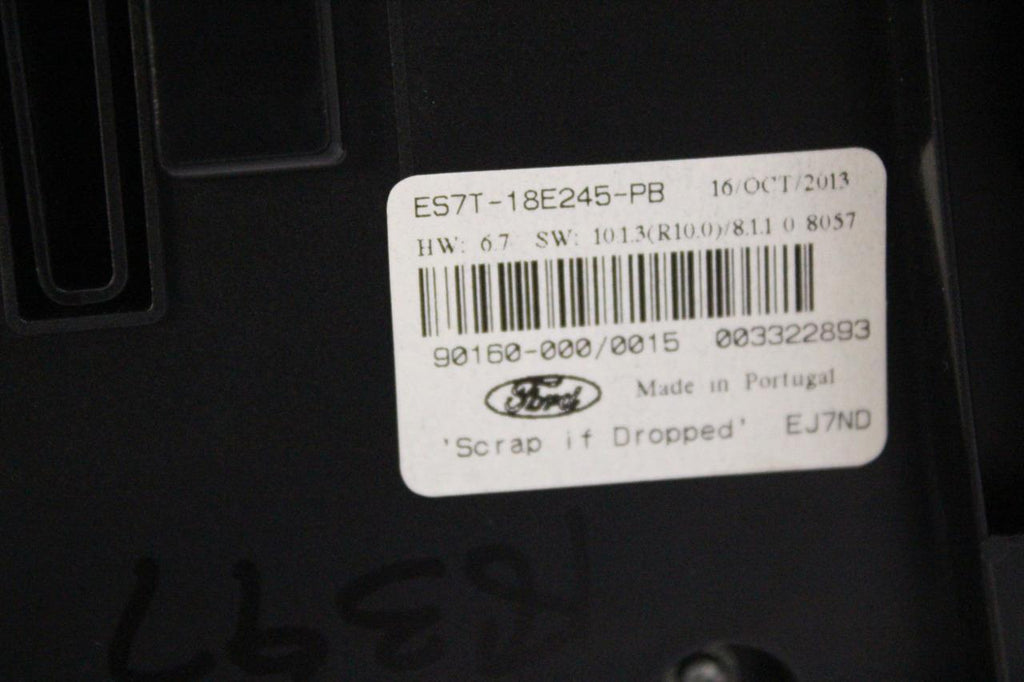 ES7T-18E245-PB 16/OCT/2013
HW: 6.7 SW: 10.1.3(R10.0)/8.1.1 0 8057
90160-000/0015 003322893
Ford Made in Portugal
'Scrap if Dropped' EJ7ND